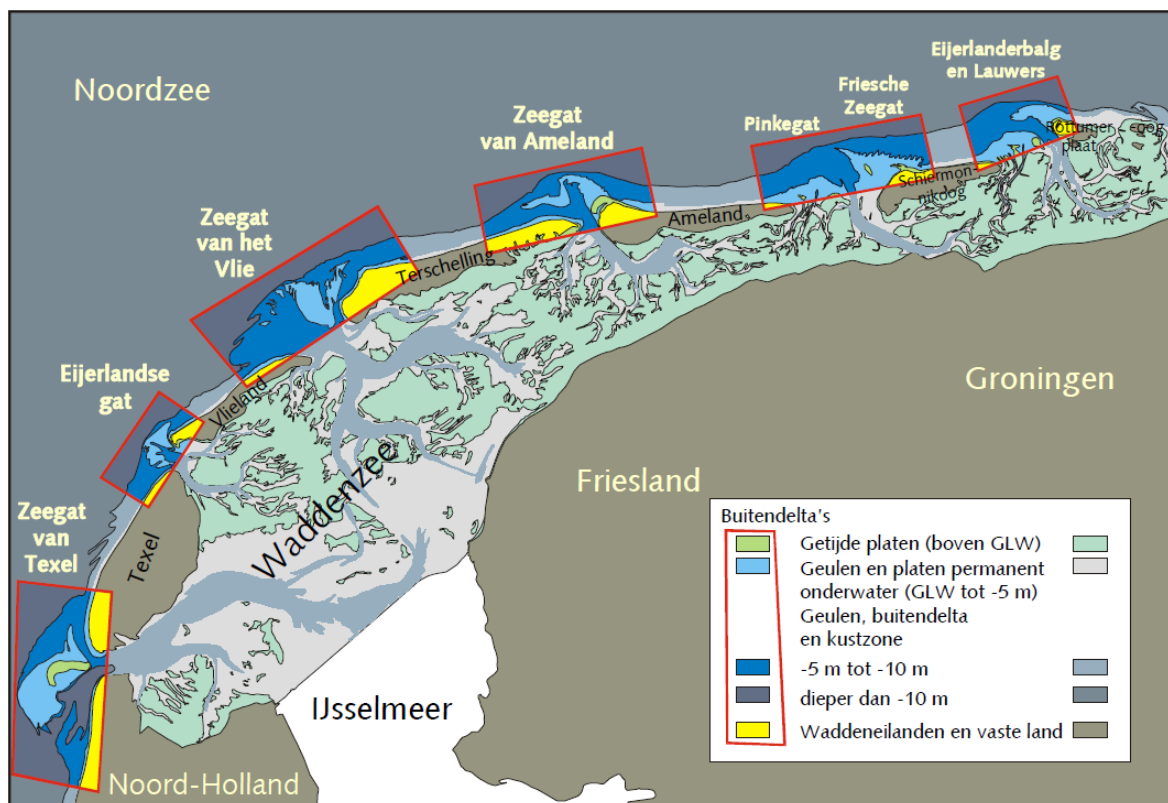 Noordzee
Eijerlanderbalg
en Lauwers
Friesche
Zeegat
Pinkegat
Zeegat
van Ameland
Rottumer
plaat
-oog
Schiermon-
nikoog
Ameland
Zeegat
van het
Vlie
Terschelling
Groningen
Eijerlandse
gat
Vlieland
Waddenzee
Friesland
Zeegat
van
Texel
Texel
IJsselmeer
Noord-Holland
Buitendelta's
Getijde platen (boven GLW)
Geulen en platen permanent
onderwater (GLW tot -5 m)
Geulen, buitendelta
en kustzone
-5 m tot -10 m
dieper dan -10 m
Waddeneilanden en vaste land